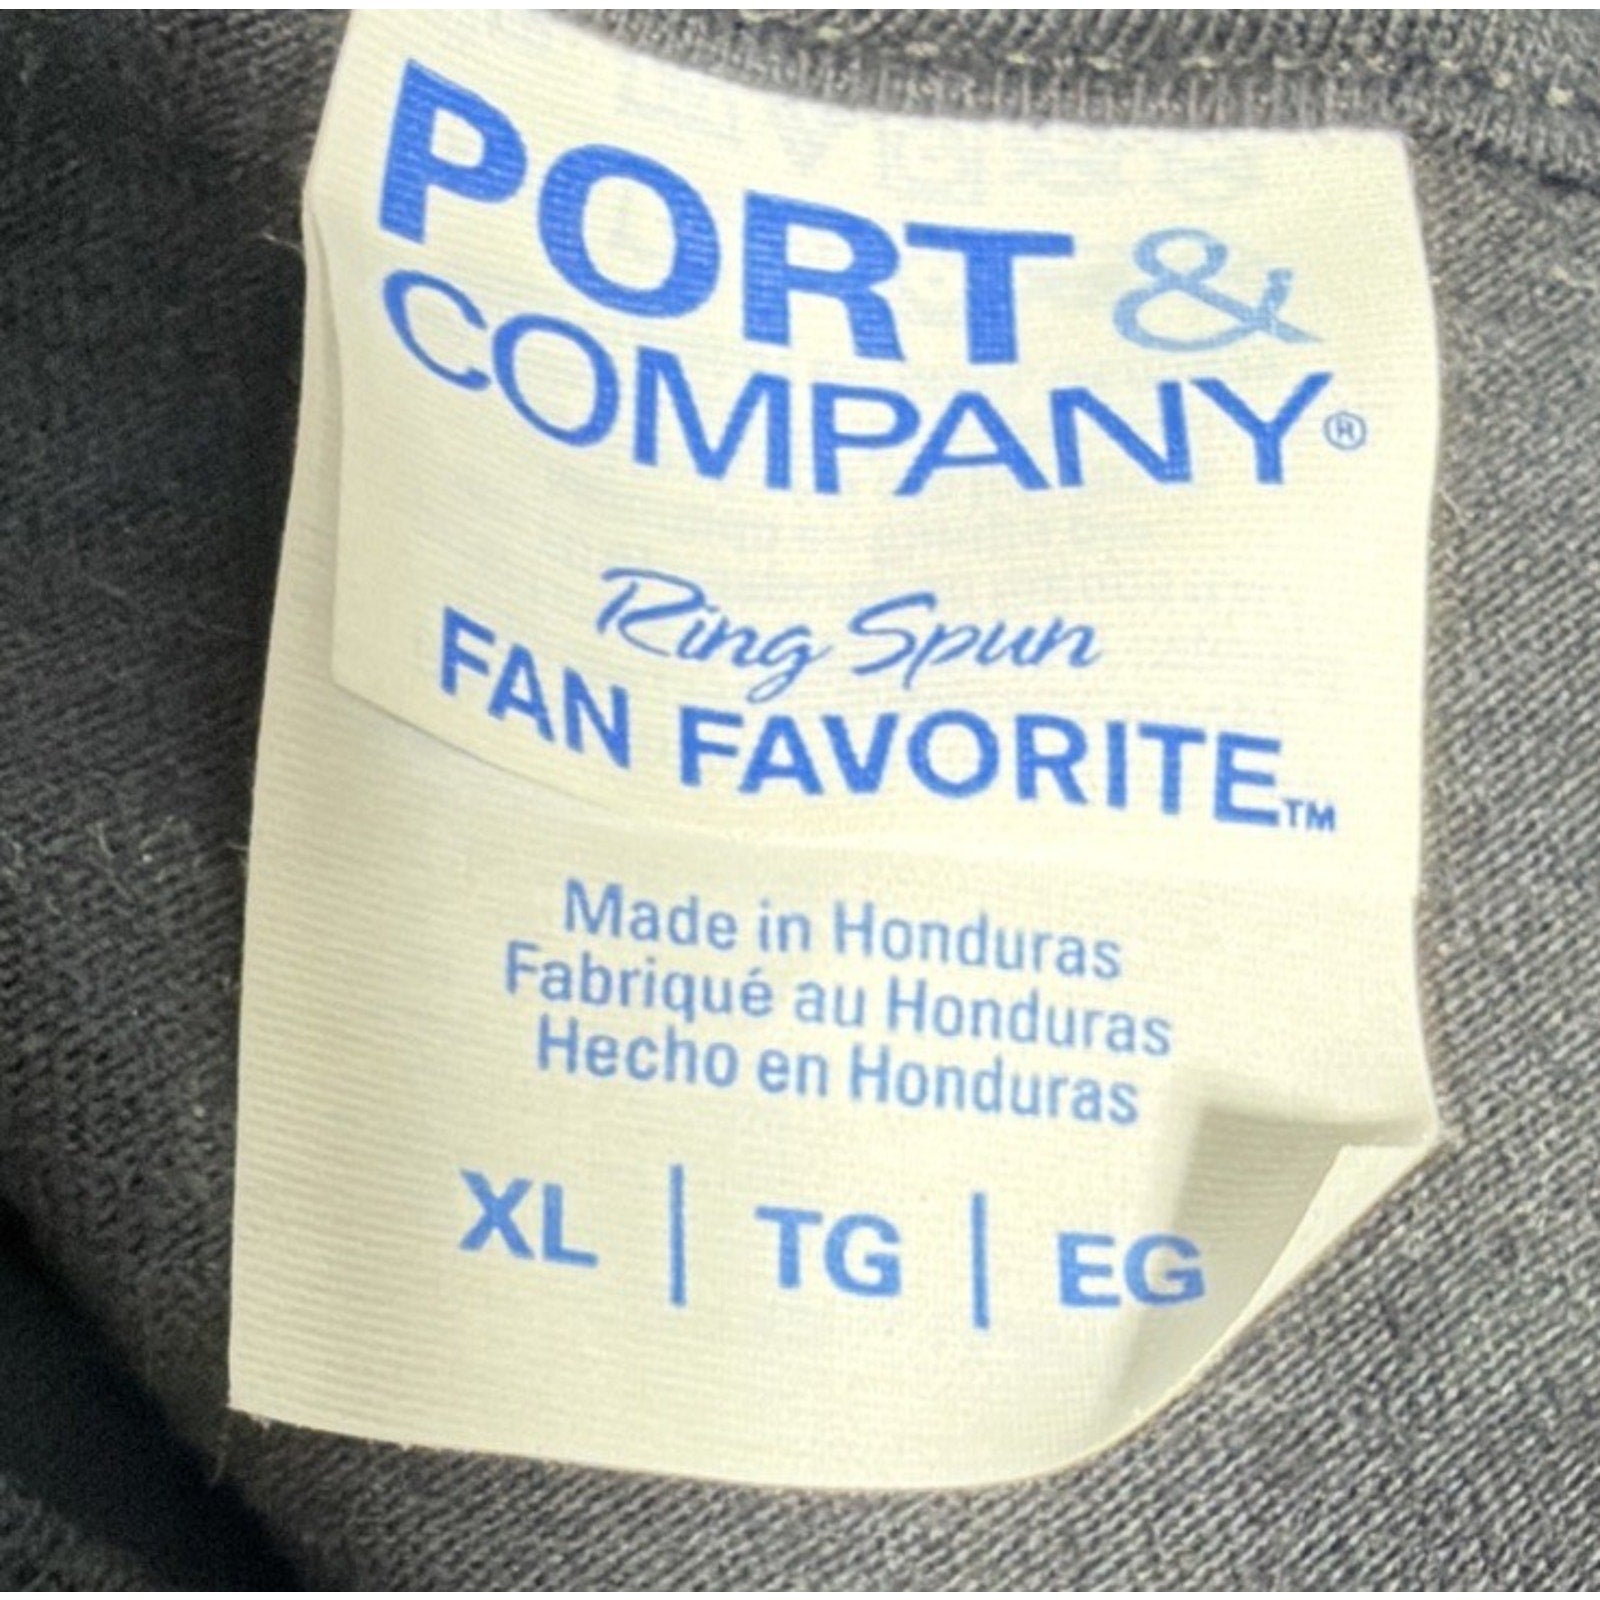 PORT &
COMPANY®
Ring Spun
FAN FAVORITE™
Made in Honduras
Fabriqué au Honduras
Hecho en Honduras
XL | TG | EG